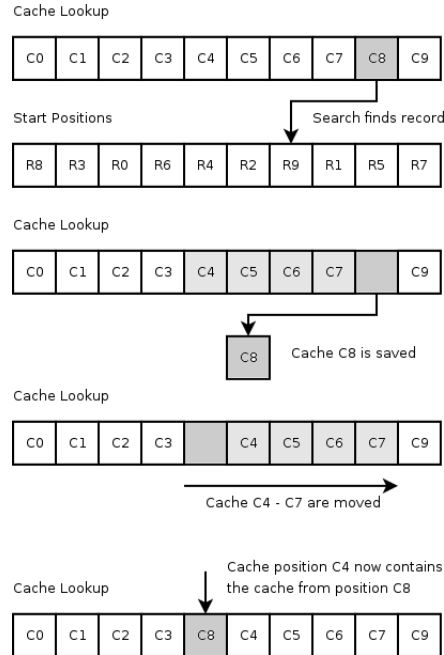 Cache Lookup
C0 C1 C2 C3 C4 C5 C6 C7 C8 C9
Start Positions Search finds record
R8 R3 R0 R6 R4 R2 R9 R1 R5 R7
Cache Lookup
C0 C1 C2 C3 C4 C5 C6 C7 C9
C8 Cache C8 is saved
Cache Lookup
C0 C1 C2 C3 C4 C5 C6 C7 C9
Cache C4 - C7 are moved
Cache position C4 now contains
the cache from position C8
Cache Lookup
C0 C1 C2 C3 C8 C4 C5 C6 C7 C9